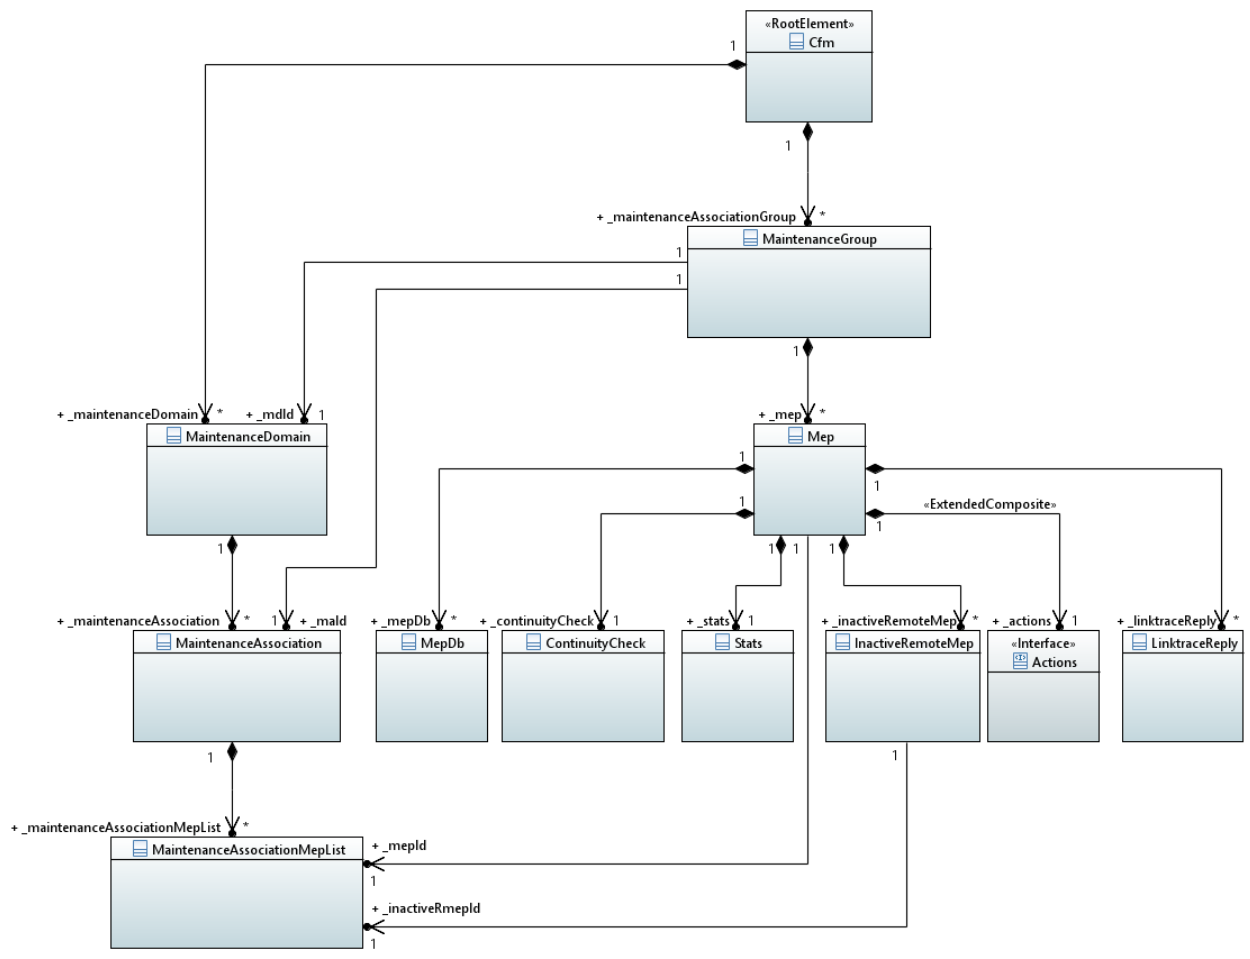 «RootElement»
Cfm
1
1
+ _maintenanceAssociationGroup *
MaintenanceGroup
1
1
1
+ _maintenanceDomain * + _mdId 1
+ _mep *
MaintenanceDomain
Mep
1
1
1
«ExtendedComposite»
1
1
1 1 1 1
+ _maintenanceAssociation * 1 + _maId + _mepDb * + _continuityCheck 1 + _stats 1 + _inactiveRemoteMep * + _actions 1 + _linktraceReply *
MaintenanceAssociation MepDb ContinuityCheck Stats InactiveRemoteMep «Interface» LinktraceReply
Actions
1
1
+ _maintenanceAssociationMepList *
MaintenanceAssociationMepList
+ _mepId
1
+ _inactiveRmepId
1